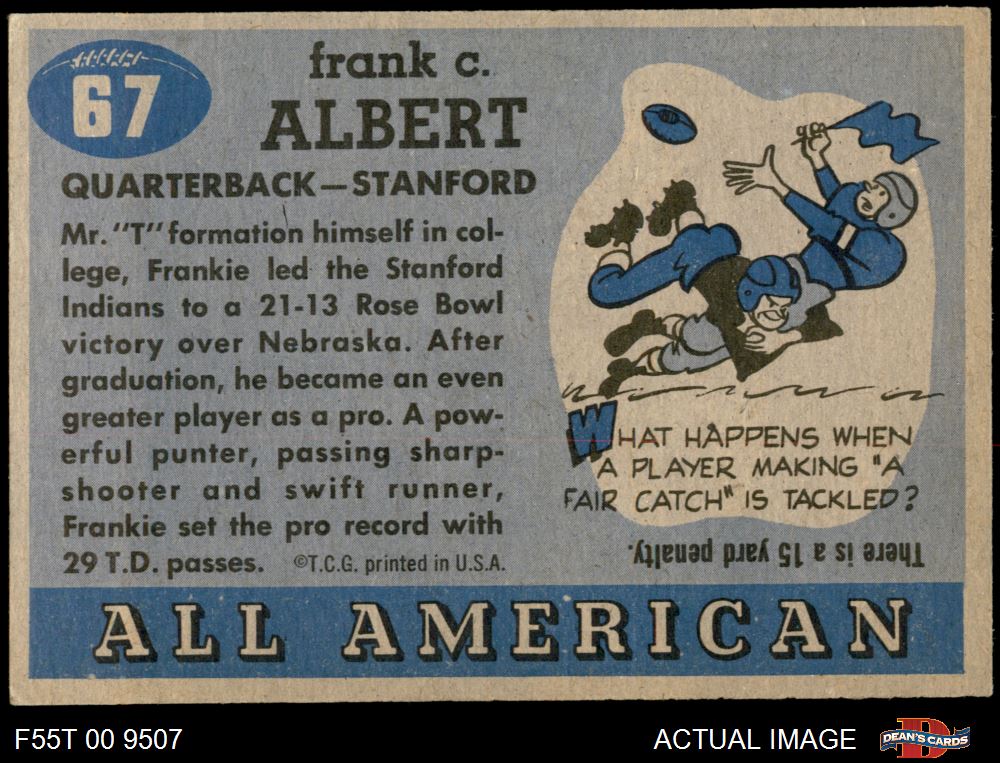 67
frank c.
ALBERT
QUARTERBACK—STANFORD
Mr. "T" formation himself in col-
lege, Frankie led the Stanford
Indians to a 21-13 Rose Bowl
victory over Nebraska. After
graduation, he became an even
greater player as a pro. A pow-
erful punter, passing sharp-
shooter and swift runner,
Frankie set the pro record with
29 T.D. passes. ©T.C.G. printed in U.S.A.
WHAT HAPPENS WHEN
A PLAYER MAKING "A
FAIR CATCH" IS TACKLED?
There is a 15 yard penalty.
ALL AMERICAN
F55T 00 9507
ACTUAL IMAGE
D
DEAN'S CARDS